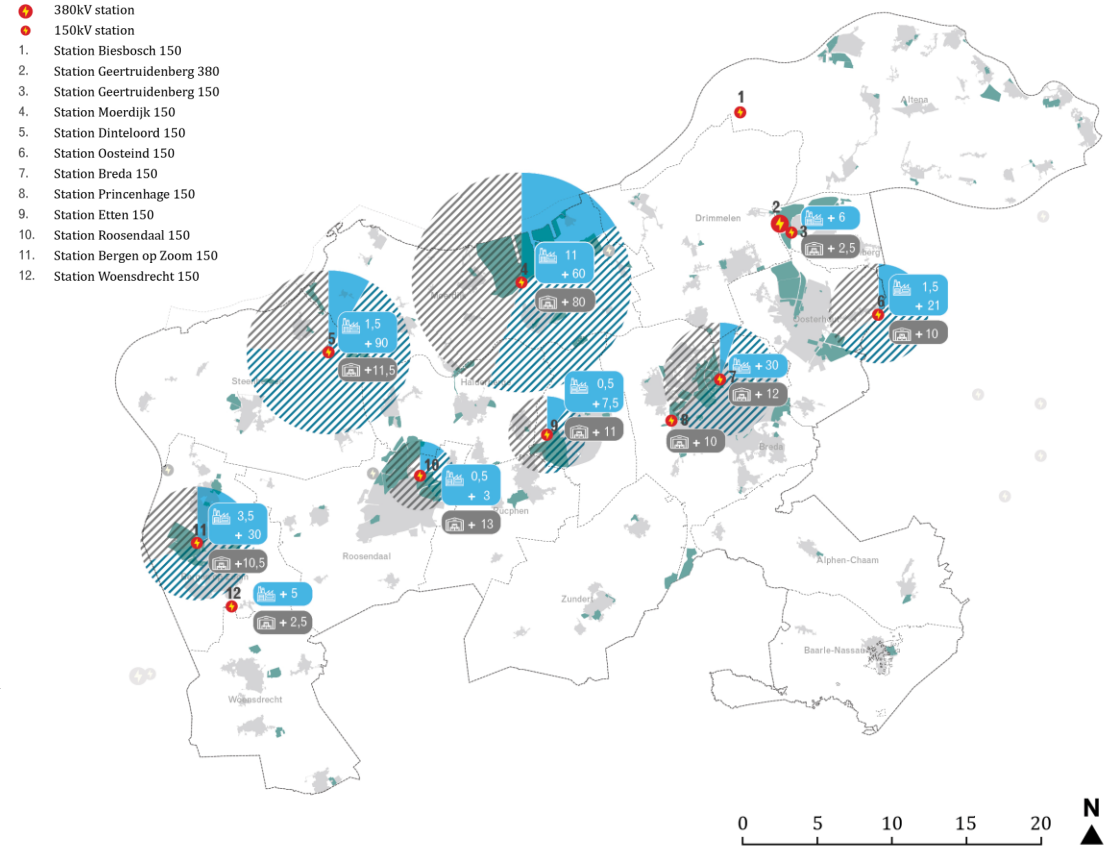 380kV station
150kV station
1. Station Biesbosch 150
2. Station Geertruidenberg 380
3. Station Geertruidenberg 150
4. Station Moerdijk 150
5. Station Dinteloord 150
6. Station Oosteind 150
7. Station Breda 150
8. Station Princenhage 150
9. Station Etten 150
10. Station Roosendaal 150
11. Station Bergen op Zoom 150
12. Station Woensdrecht 150
Altena
1
Drimmelen
2
3
+ 6
+ 2,5
4
11
+ 60
+ 80
6
1,5
+ 21
+ 10
5
1,5
+ 90
+11,5
7
+ 30
+ 12
8
+ 10
Breda
9
0,5
+7,5
+ 11
10
0,5
+ 3
+ 13
Roosendaal
11
3,5
+ 30
+10,5
12
+ 5
+ 2,5
Alphen-Chaam
Zundert
Baarle-Nassau
Woensdrecht
0 5 10 15 20
N